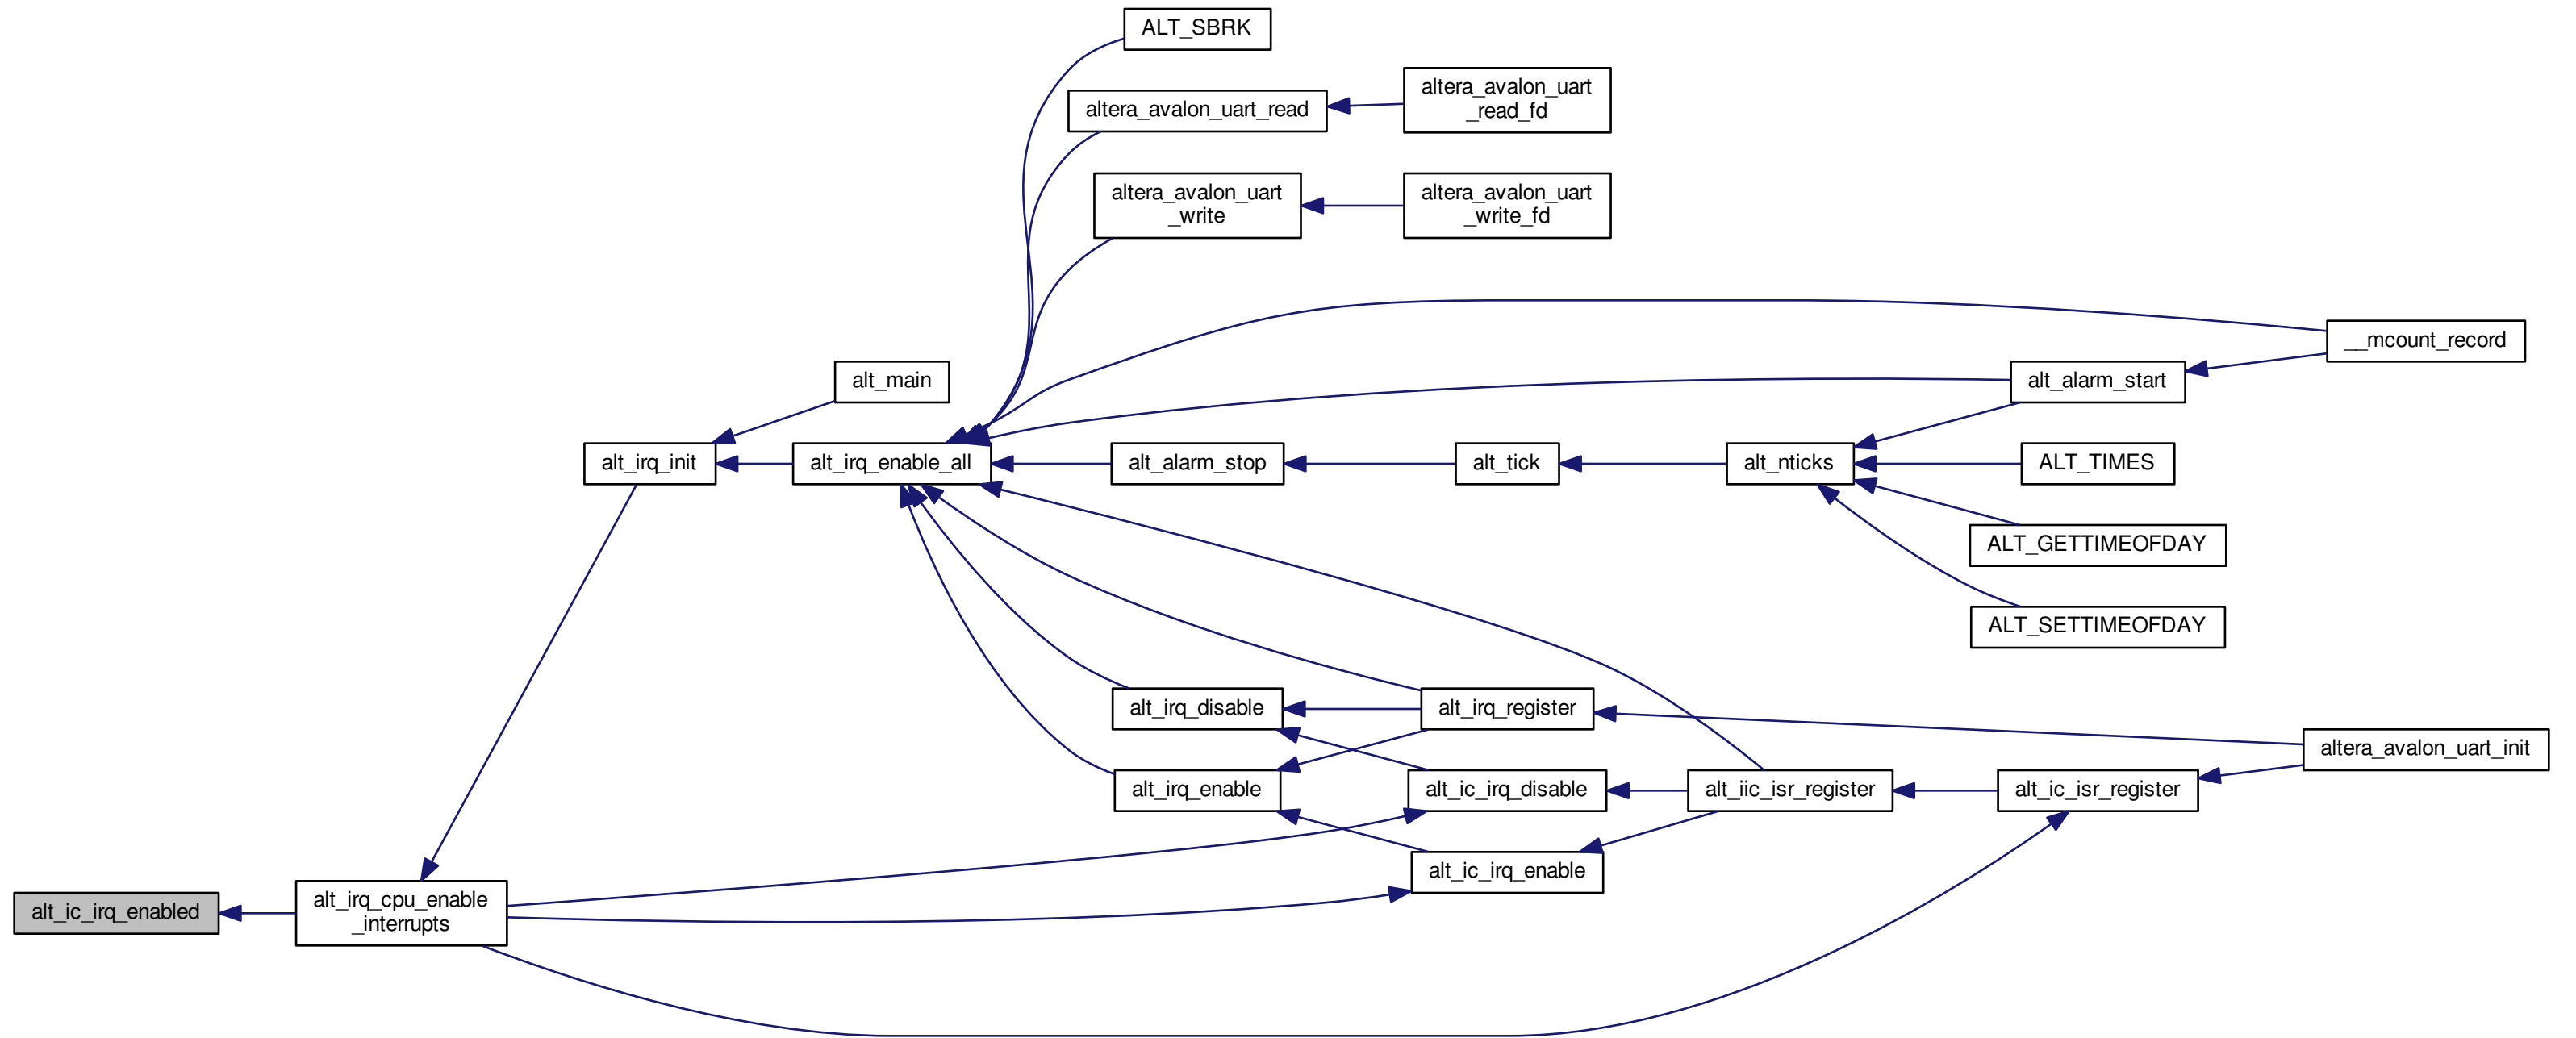 ALT_SBRK
altera_avalon_uart_read
altera_avalon_uart
_read_fd
altera_avalon_uart
_write
altera_avalon_uart
_write_fd
__mcount_record
alt_main
alt_alarm_start
alt_irq_init
alt_irq_enable_all
alt_alarm_stop
alt_tick
alt_nticks
ALT_TIMES
ALT_GETTIMEOFDAY
ALT_SETTIMEOFDAY
alt_irq_disable
alt_irq_register
altera_avalon_uart_init
alt_irq_enable
alt_ic_irq_disable
alt_iic_isr_register
alt_ic_isr_register
alt_ic_irq_enable
alt_ic_irq_enabled
alt_irq_cpu_enable
_interrupts